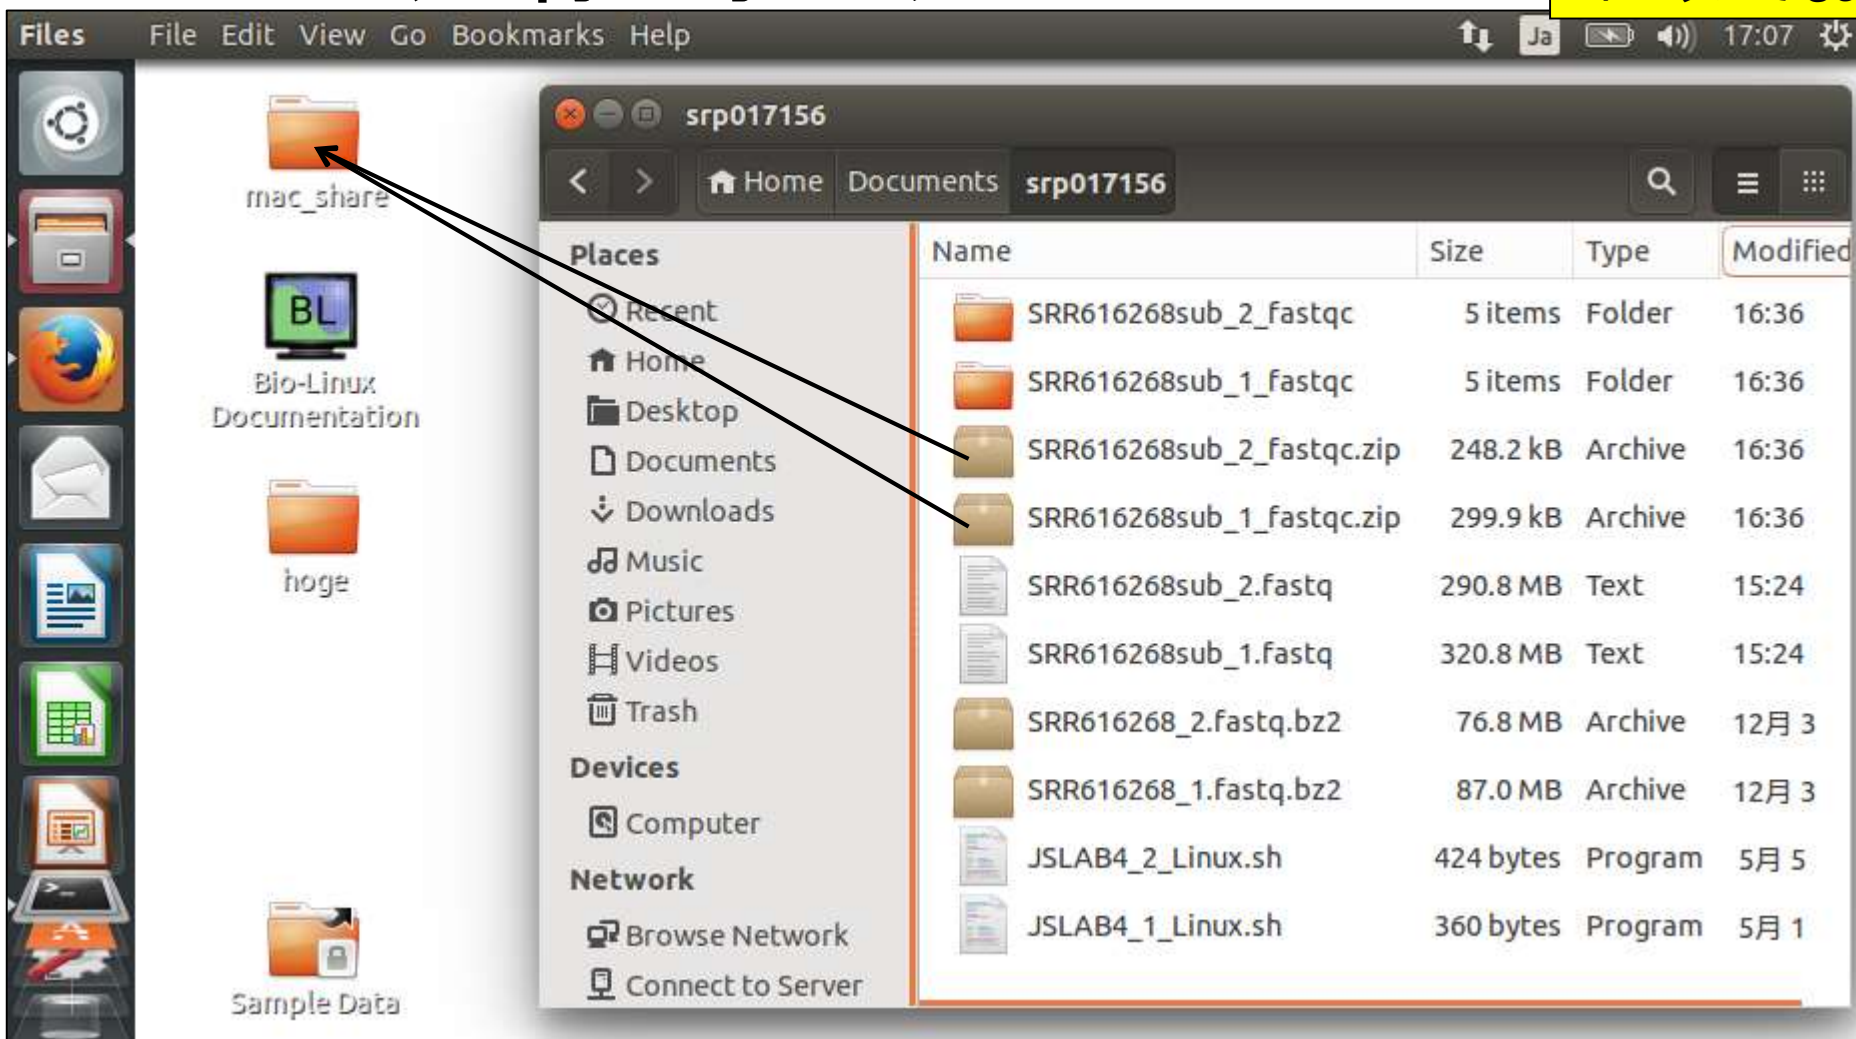 Files File Edit View Go Bookmarks Help Ja 17:07
mac_share
BL
Bio-Linux
Documentation
hoge
Sample Data
srp017156
Home Documents srp017156
Places
Recent
Home
Desktop
Documents
Downloads
Music
Pictures
Videos
Trash
Devices
Computer
Network
Browse Network
Connect to Server
Name Size Type Modified
SRR616268sub_2_fastqc 5 items Folder 16:36
SRR616268sub_1_fastqc 5 items Folder 16:36
SRR616268sub_2_fastqc.zip 248.2 kB Archive 16:36
SRR616268sub_1_fastqc.zip 299.9 kB Archive 16:36
SRR616268sub_2.fastq 290.8 MB Text 15:24
SRR616268sub_1.fastq 320.8 MB Text 15:24
SRR616268_2.fastq.bz2 76.8 MB Archive 12月 3
SRR616268_1.fastq.bz2 87.0 MB Archive 12月 3
JSLAB4_2_Linux.sh 424 bytes Program 5月 5
JSLAB4_1_Linux.sh 360 bytes Program 5月 1